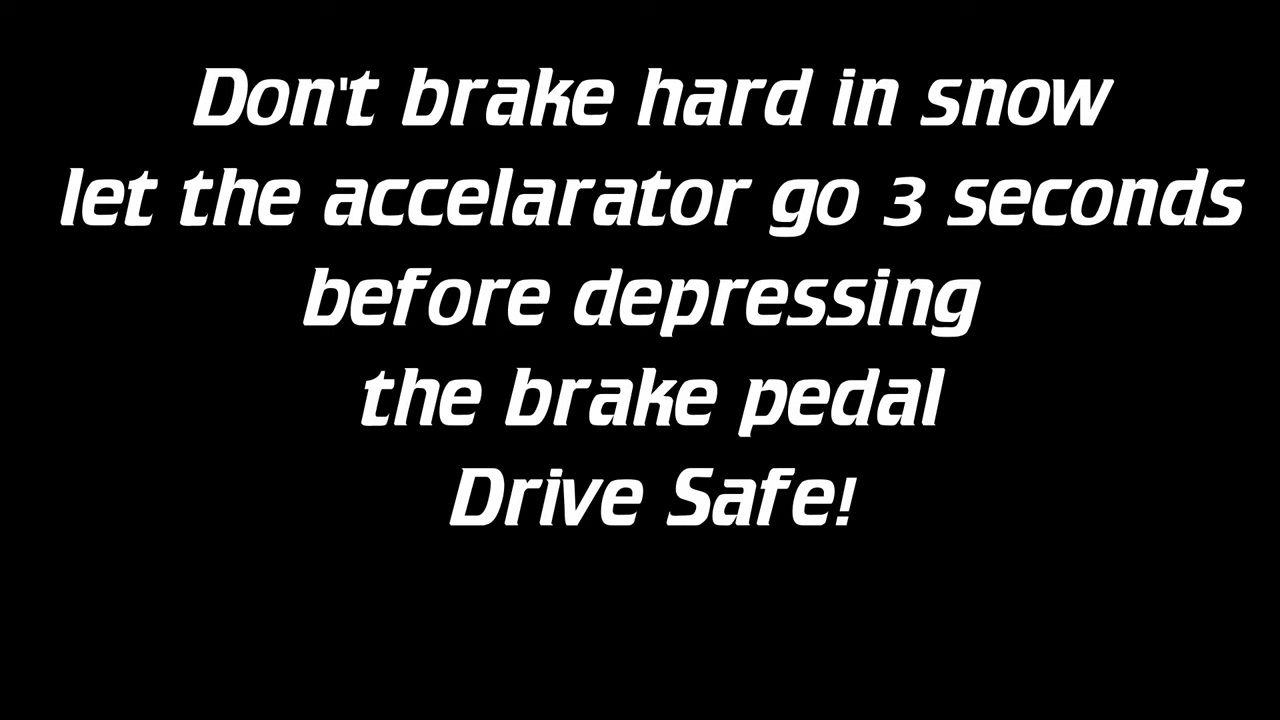 Don't brake hard in snow
let the accelarator go 3 seconds
before depressing
the brake pedal
Drive Safe!